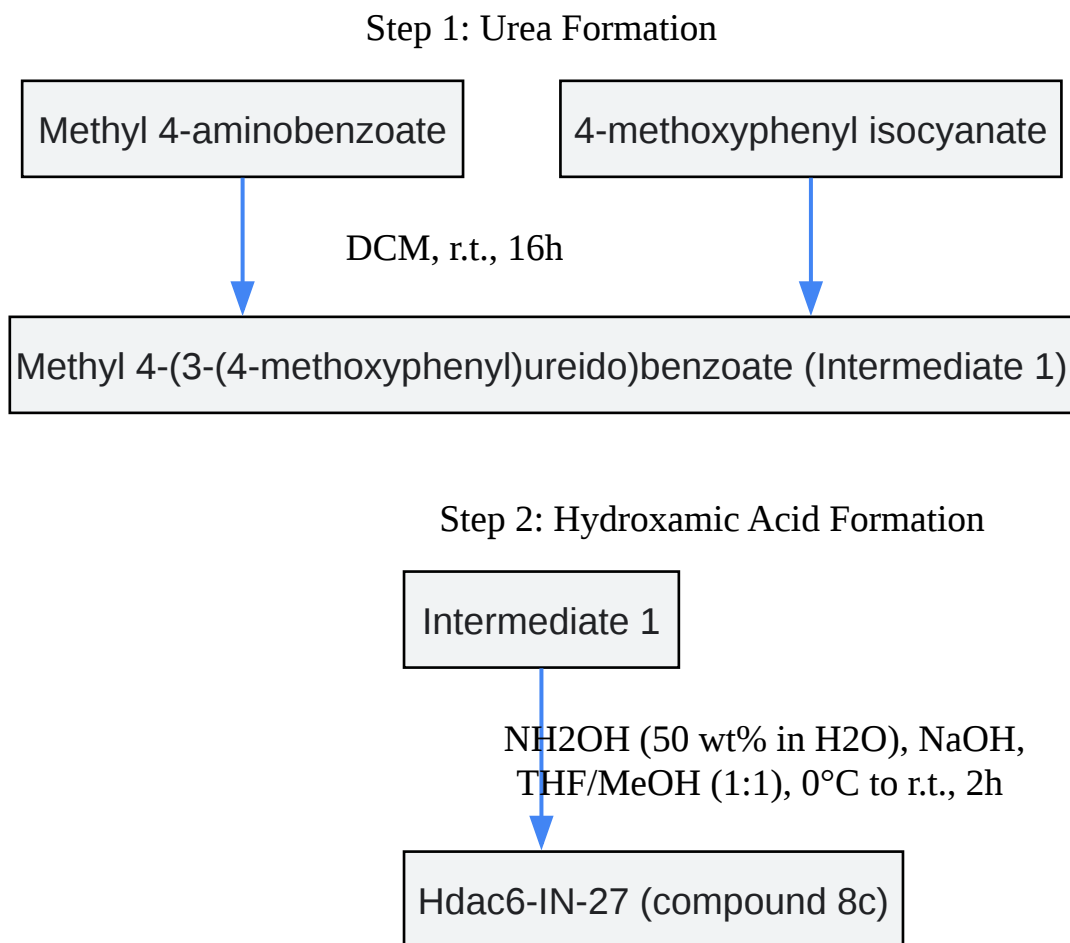 Step 1: Urea Formation
Methyl 4-aminobenzoate
4-methoxyphenyl isocyanate
DCM, r.t., 16h
Methyl 4-(3-(4-methoxyphenyl)ureido)benzoate (Intermediate 1)
Step 2: Hydroxamic Acid Formation
Intermediate 1
NH2OH (50 wt% in H2O), NaOH,
THF/MeOH (1:1), 0°C to r.t., 2h
Hdac6-IN-27 (compound 8c)